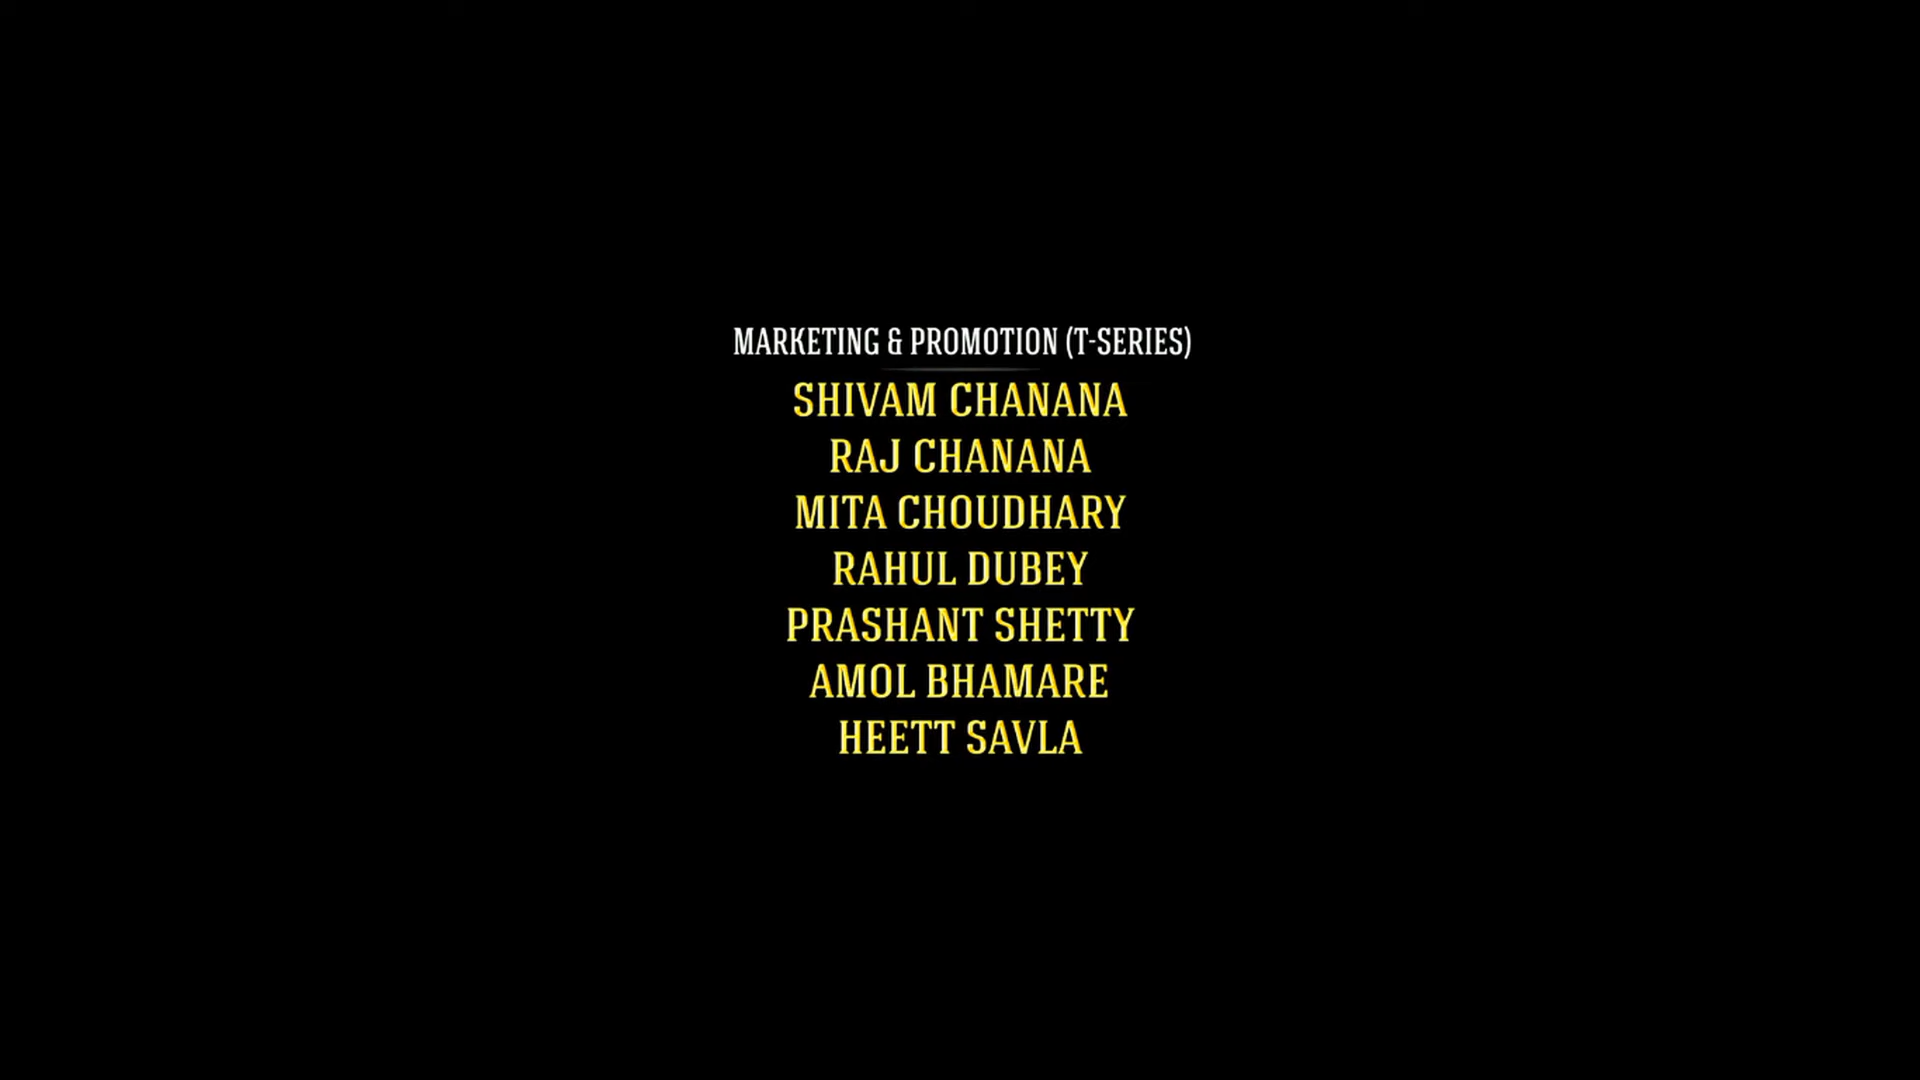 MARKETING & PROMOTION (T-SERIES)
SHIVAM CHANANA
RAJ CHANANA
MITA CHOUDHARY
RAHUL DUBEY
PRASHANT SHETTY
AMOL BHAMARE
HEETT SAVLA